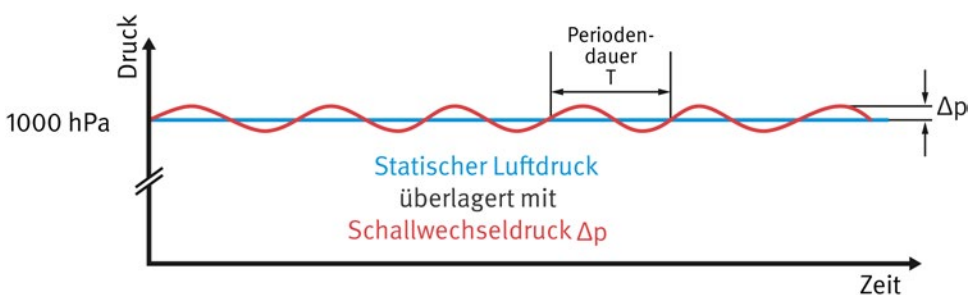 Druck
Perioden-
dauer
T
1000 hPa
Δp
Statischer Luftdruck
überlagert mit
Schallwechseldruck Δp
Zeit